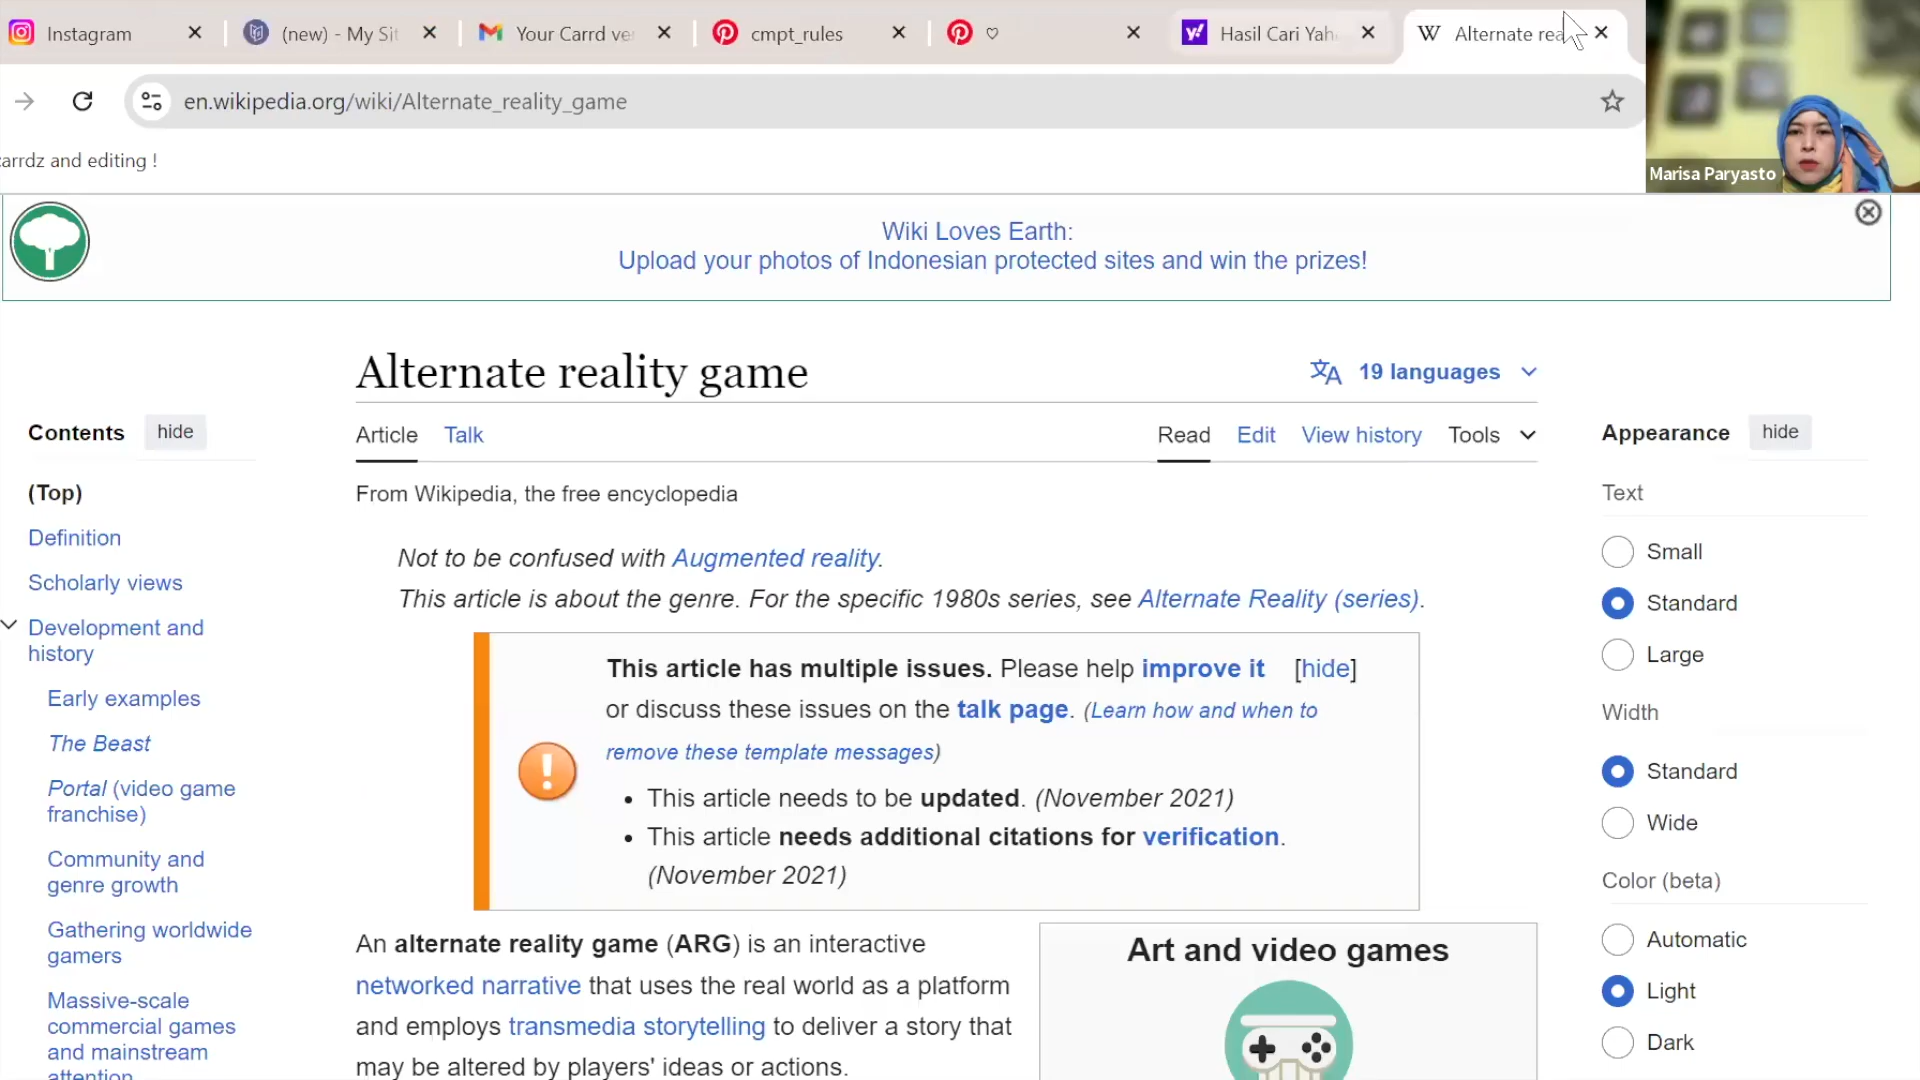 Instagram
(new) - My Sit
Your Carrd ve
cmpt_rules
♡
Hasil Cari Yah
Alternate rea
en.wikipedia.org/wiki/Alternate_reality_game
carrdz and editing !
Marisa Paryasto
Wiki Loves Earth:
Upload your photos of Indonesian protected sites and win the prizes!
Alternate reality game
19 languages
Contents hide
Article Talk
Read Edit View history Tools
Appearance hide
(Top)
From Wikipedia, the free encyclopedia
Text
Definition
Scholarly views
Development and
history
Early examples
The Beast
Portal (video game
franchise)
Community and
genre growth
Gathering worldwide
gamers
Massive-scale
commercial games
and mainstream
attention
Not to be confused with Augmented reality.
This article is about the genre. For the specific 1980s series, see Alternate Reality (series).
This article has multiple issues. Please help improve it [hide]
or discuss these issues on the talk page. (Learn how and when to
remove these template messages)
• This article needs to be updated. (November 2021)
• This article needs additional citations for verification.
(November 2021)
An alternate reality game (ARG) is an interactive
networked narrative that uses the real world as a platform
and employs transmedia storytelling to deliver a story that
may be altered by players' ideas or actions.
Art and video games
Small
Standard
Large
Width
Standard
Wide
Color (beta)
Automatic
Light
Dark